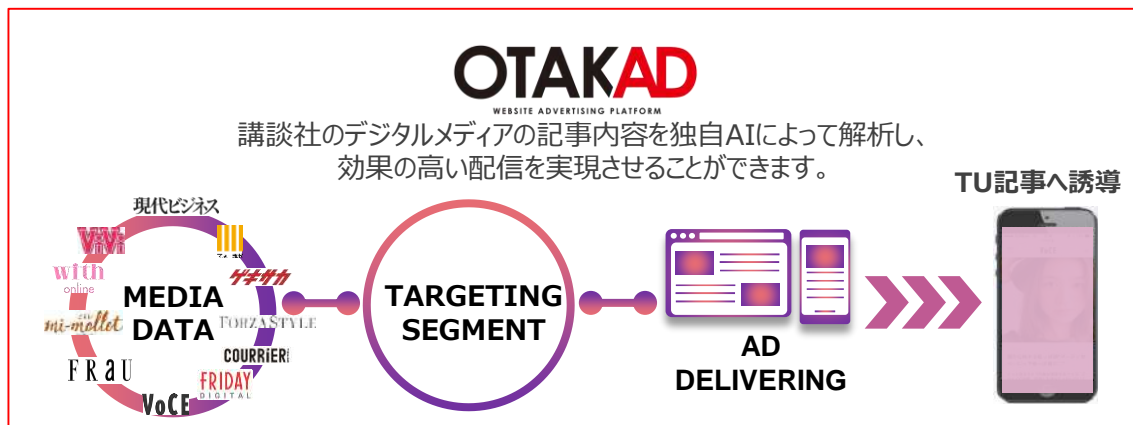 OTAKAD
WEBSITE ADVERTISING PLATFORM
講談社のデジタルメディアの記事内容を独自AIによって解析し、
効果の高い配信を実現させることができます。
TU記事へ誘導
現代ビジネス
ViVi
with
online
mi-mollet
FRaU
VoCE
ゲキサカ
FORZA STYLE
COURRiER
FRIDAY
DIGITAL
MEDIA
DATA
TARGETING
SEGMENT
AD
DELIVERING